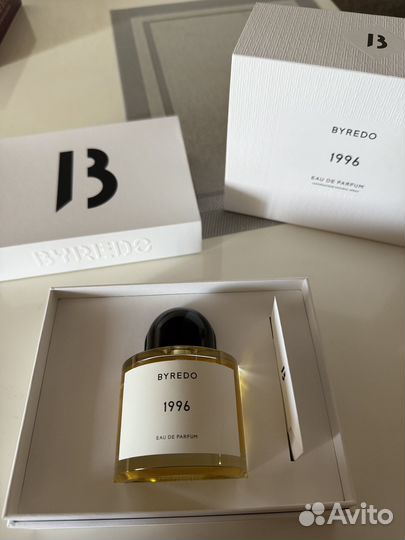 B
BYREDO
1996
EAU DE PARFUM
B
BYREDO
BYREDO
1996
EAU DE PARFUM
B
Avito